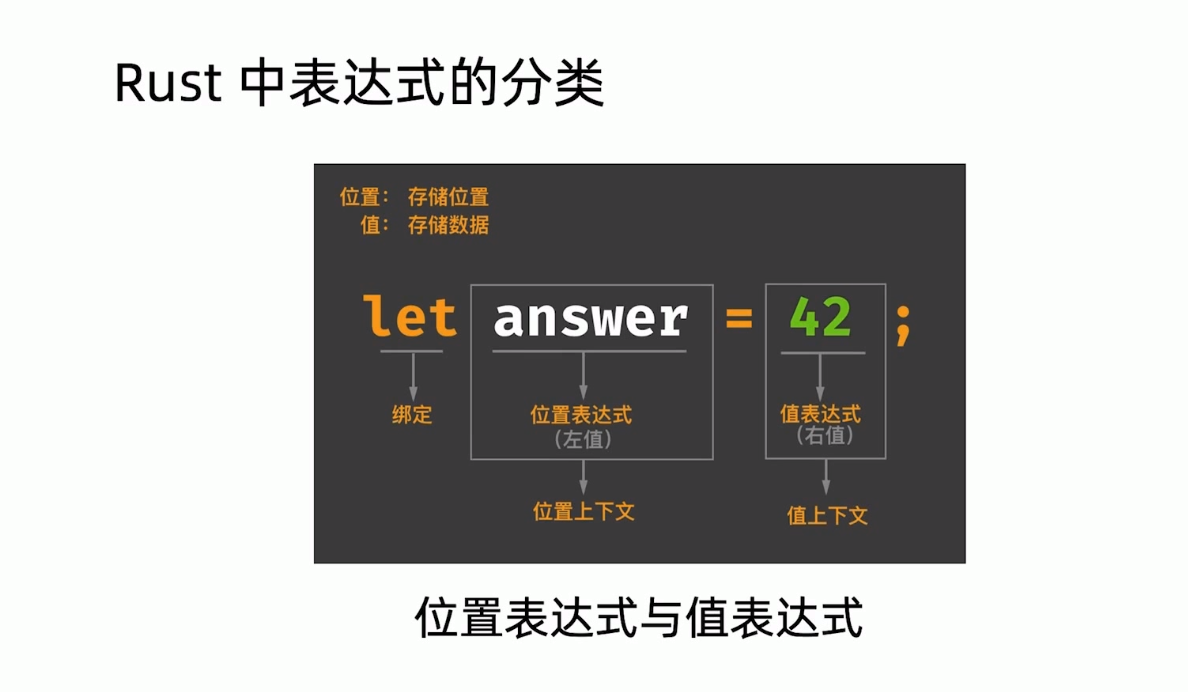 Rust 中表达式的分类
位置： 存储位置
值： 存储数据
let answer = 42 ;
绑定 位置表达式 值表达式
（左值） （右值）
位置上下文 值上下文
位置表达式与值表达式